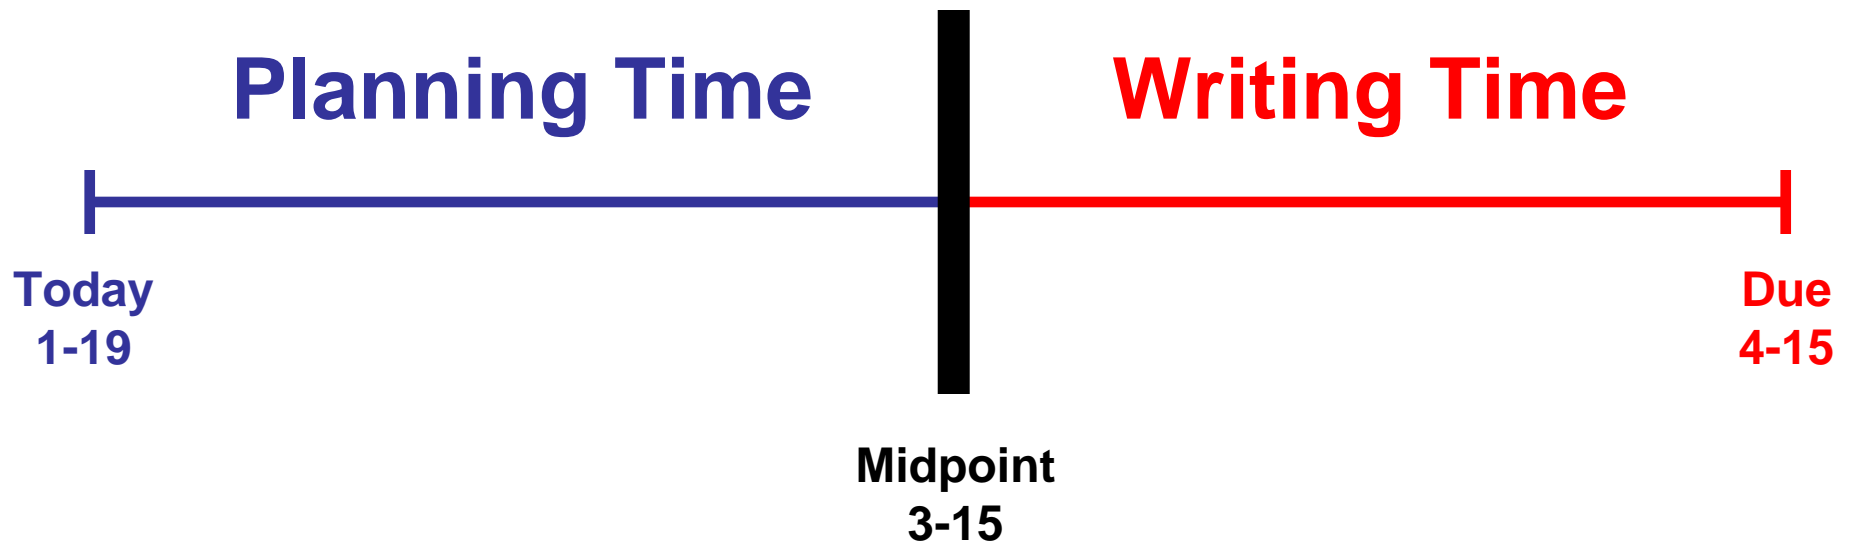 Planning Time
Writing Time
Today
1-19
Due
4-15
Midpoint
3-15